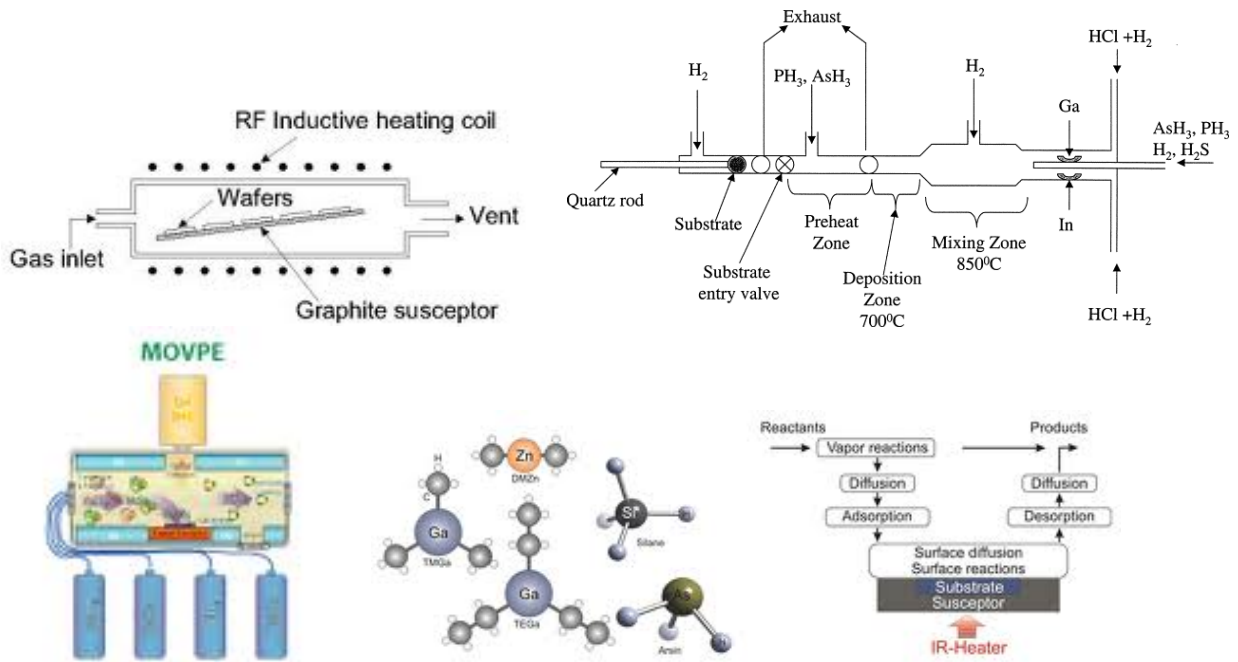 RF Inductive heating coil
Wafers
Gas inlet
Vent
Graphite susceptor
Exhaust
HCl +H2
H2
PH3, AsH3
H2
Ga
AsH3, PH3
H2, H2S
Quartz rod
Substrate
Preheat
Zone
Mixing Zone
850⁰C
In
Substrate
entry valve
Deposition
Zone
700⁰C
HCl +H2
MOVPE
H
C
Ga
TMGa
Zn
DMZn
Ga
TEGa
Si
Silane
As
H
Arsin
Reactants
Products
Vapor reactions
Diffusion
Diffusion
Adsorption
Desorption
Surface diffusion
Surface reactions
Substrate
Susceptor
IR-Heater